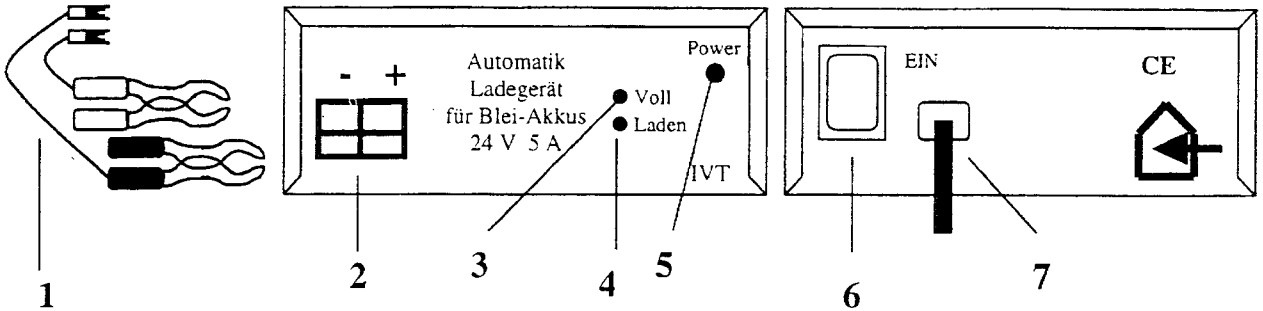 - +
Automatik
Ladegerät
für Blei-Akkus
24 V 5 A
Voll
Laden
Power
IVT
EIN
CE
1
2
3
4
5
6
7